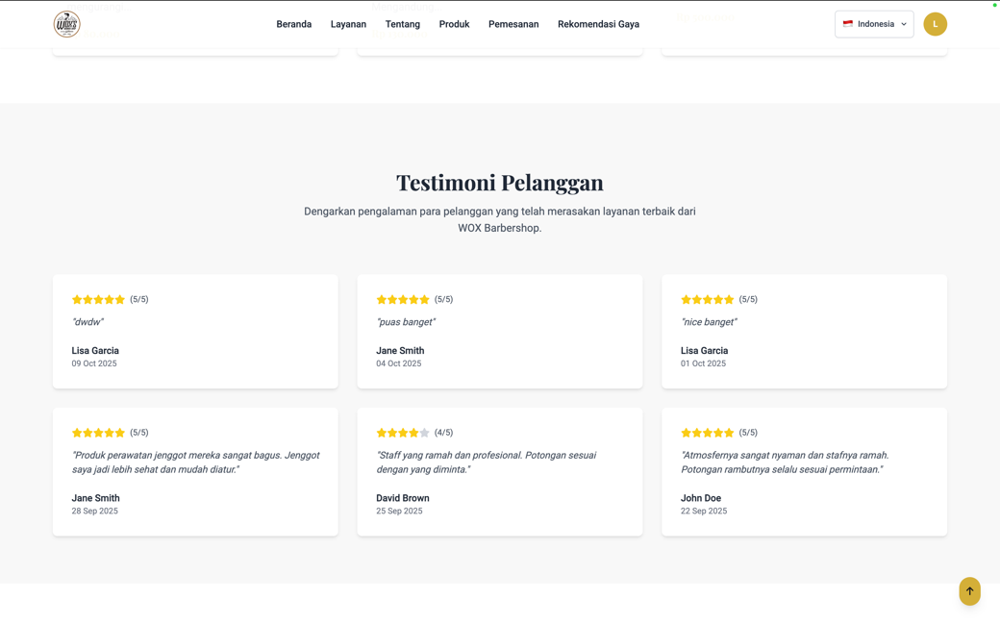 WOX'S
Beranda
Layanan
Tentang
Produk
Pemesanan
Rekomendasi Gaya
Indonesia
L
Testimoni Pelanggan
Dengarkan pengalaman para pelanggan yang telah merasakan layanan terbaik dari
WOX Barbershop.
(5/5)
"dwdw"
Lisa Garcia
09 Oct 2025
(5/5)
"puas banget"
Jane Smith
04 Oct 2025
(5/5)
"nice banget"
Lisa Garcia
01 Oct 2025
(5/5)
"Produk perawatan jenggot mereka sangat bagus. Jenggot
saya jadi lebih sehat dan mudah diatur."
Jane Smith
28 Sep 2025
(4/5)
"Staff yang ramah dan profesional. Potongan sesuai
dengan yang diminta."
David Brown
25 Sep 2025
(5/5)
"Atmosfernya sangat nyaman dan stafnya ramah.
Potongan rambutnya selalu sesuai permintaan."
John Doe
22 Sep 2025